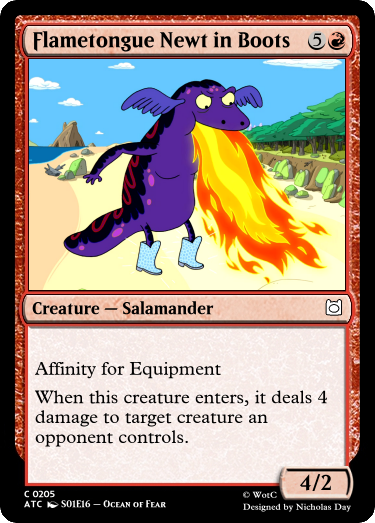 Flametongue Newt in Boots 5
Creature — Salamander
Affinity for Equipment
When this creature enters, it deals 4
damage to target creature an
opponent controls.
4/2
C 0205
ATC S01E16 — Ocean of Fear
© WotC
Designed by Nicholas Day